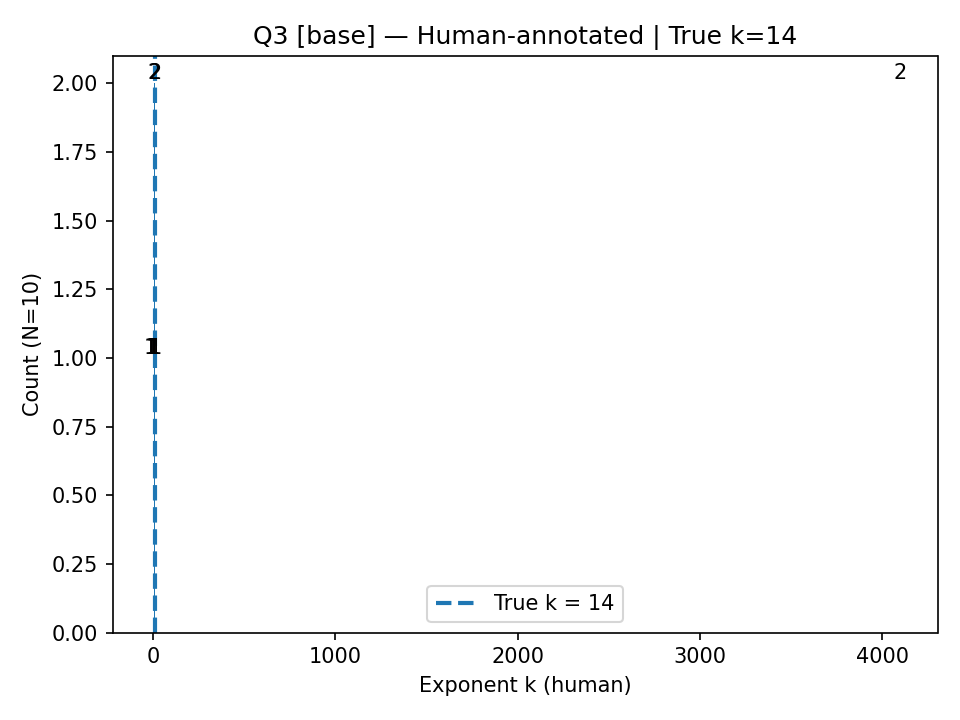 Q3 [base] — Human-annotated | True k=14
2 2
2.00
1.75
1.50
1.25
1.00
0.75
0.50
0.25
0.00
1
Count (N=10)
True k = 14
0 1000 2000 3000 4000
Exponent k (human)